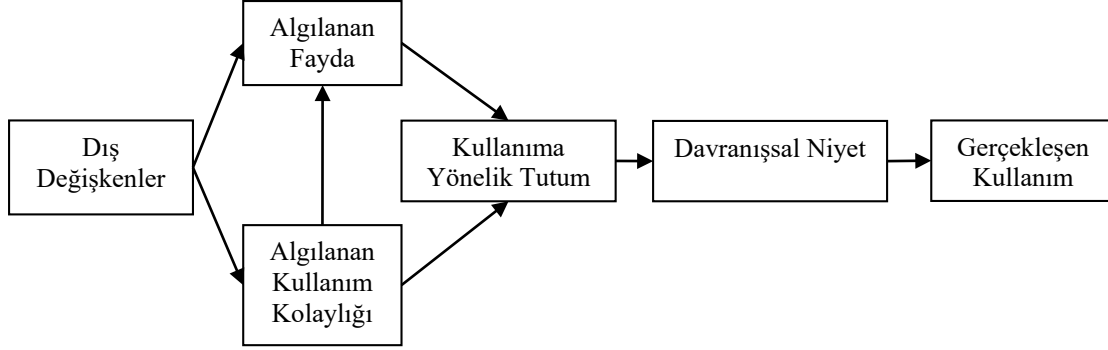 Algılanan
Fayda
Dış
Değişkenler
Kullanıma
Yönelik Tutum
Davranışsal Niyet
Gerçekleşen
Kullanım
Algılanan
Kullanım
Kolaylığı